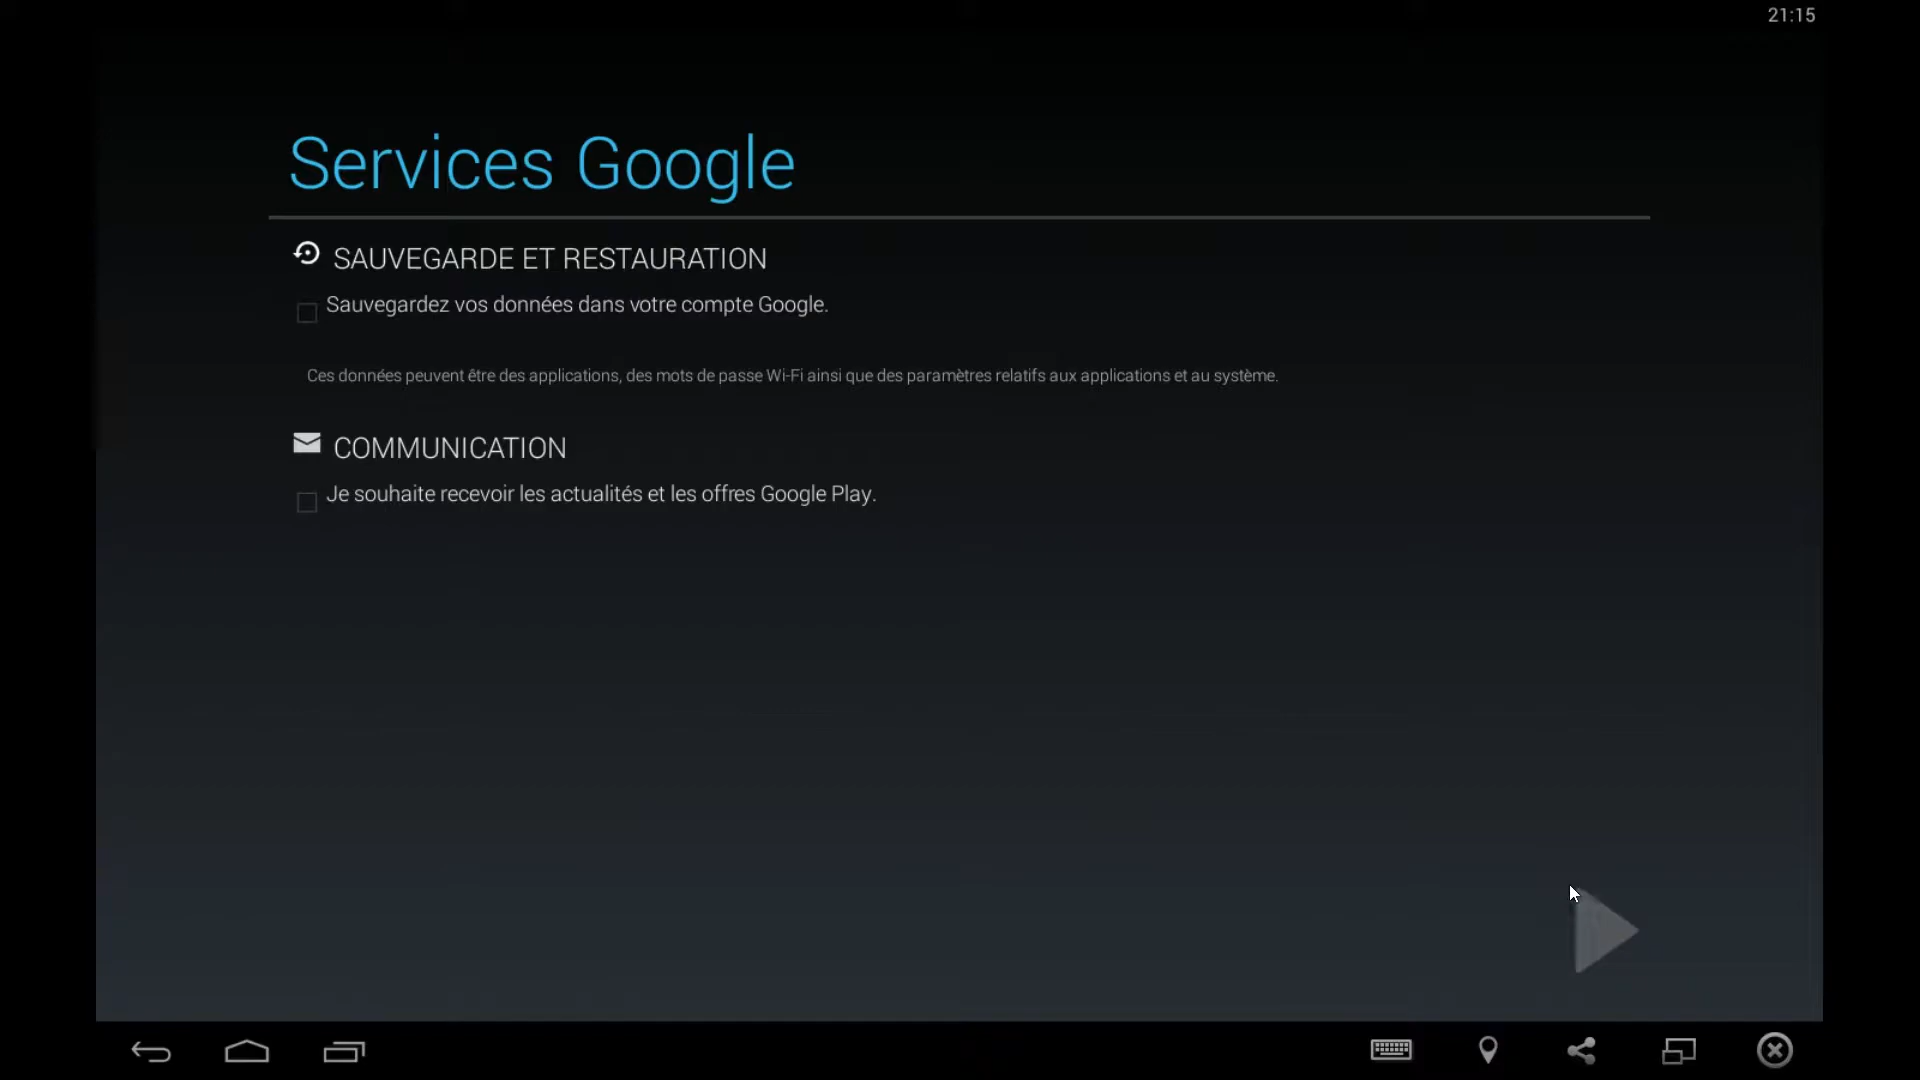 21:15
Services Google
SAUVEGARDE ET RESTAURATION
Sauvegardez vos données dans votre compte Google.
Ces données peuvent être des applications, des mots de passe Wi-Fi ainsi que des paramètres relatifs aux applications et au système.
COMMUNICATION
Je souhaite recevoir les actualités et les offres Google Play.